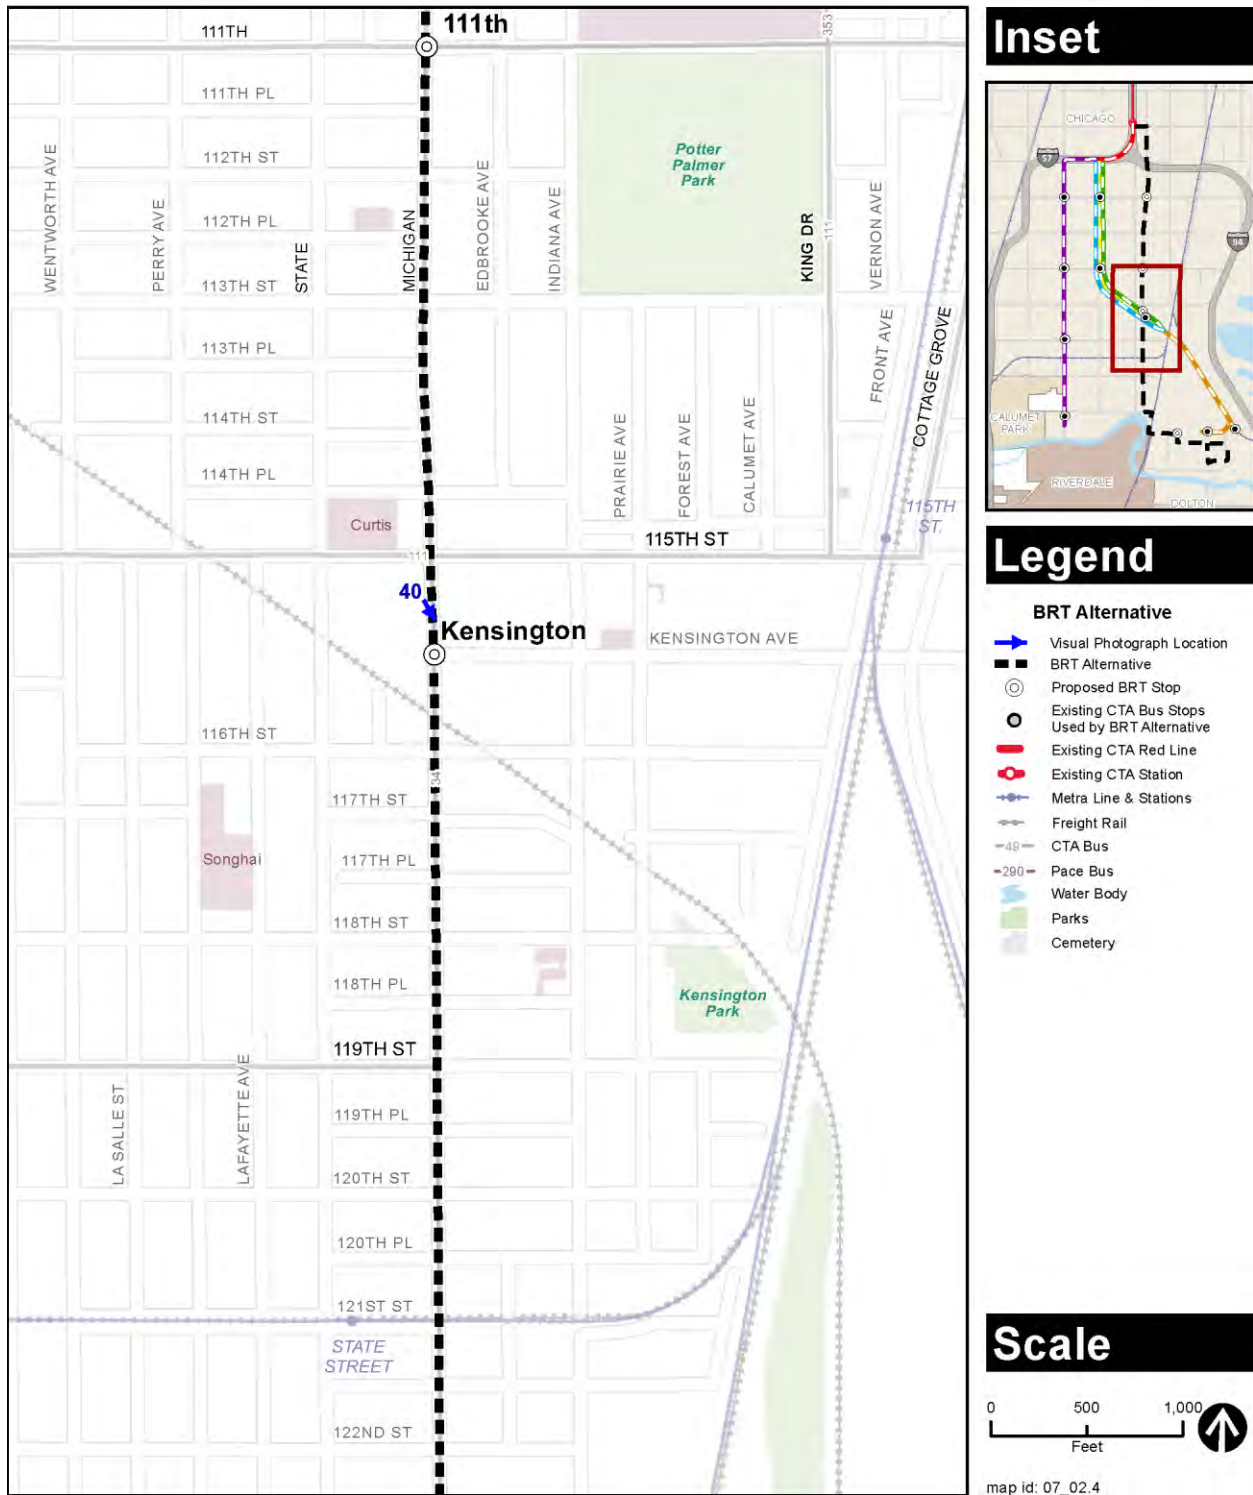 111TH
111th
353
111TH PL
112TH ST
Potter
Palmer
Park
WENTWORTH AVE
PERRY AVE
112TH PL
STATE
MICHIGAN
EDBROOKE AVE
INDIANA AVE
KING DR
111
VERNON AVE
113TH ST
113TH PL
FRONT AVE
COTTAGE GROVE
114TH ST
114TH PL
PRAIRIE AVE
FOREST AVE
CALUMET AVE
Curtis
115TH ST
115TH
ST.
111
40
Kensington
KENSINGTON AVE
116TH ST
34
117TH ST
Songhai
117TH PL
118TH ST
118TH PL
Kensington
Park
119TH ST
LA SALLE ST
LAFAYETTE AVE
119TH PL
120TH ST
120TH PL
121ST ST
STATE
STREET
122ND ST
Inset
CHICAGO
57
94
CALUMET
PARK
RIVERDALE
DOLTON
Legend
BRT Alternative
Visual Photograph Location
BRT Alternative
Proposed BRT Stop
Existing CTA Bus Stops
Used by BRT Alternative
Existing CTA Red Line
Existing CTA Station
Metra Line & Stations
Freight Rail
49 CTA Bus
290 Pace Bus
Water Body
Parks
Cemetery
Scale
0 500 1,000
Feet
map id: 07_02.4